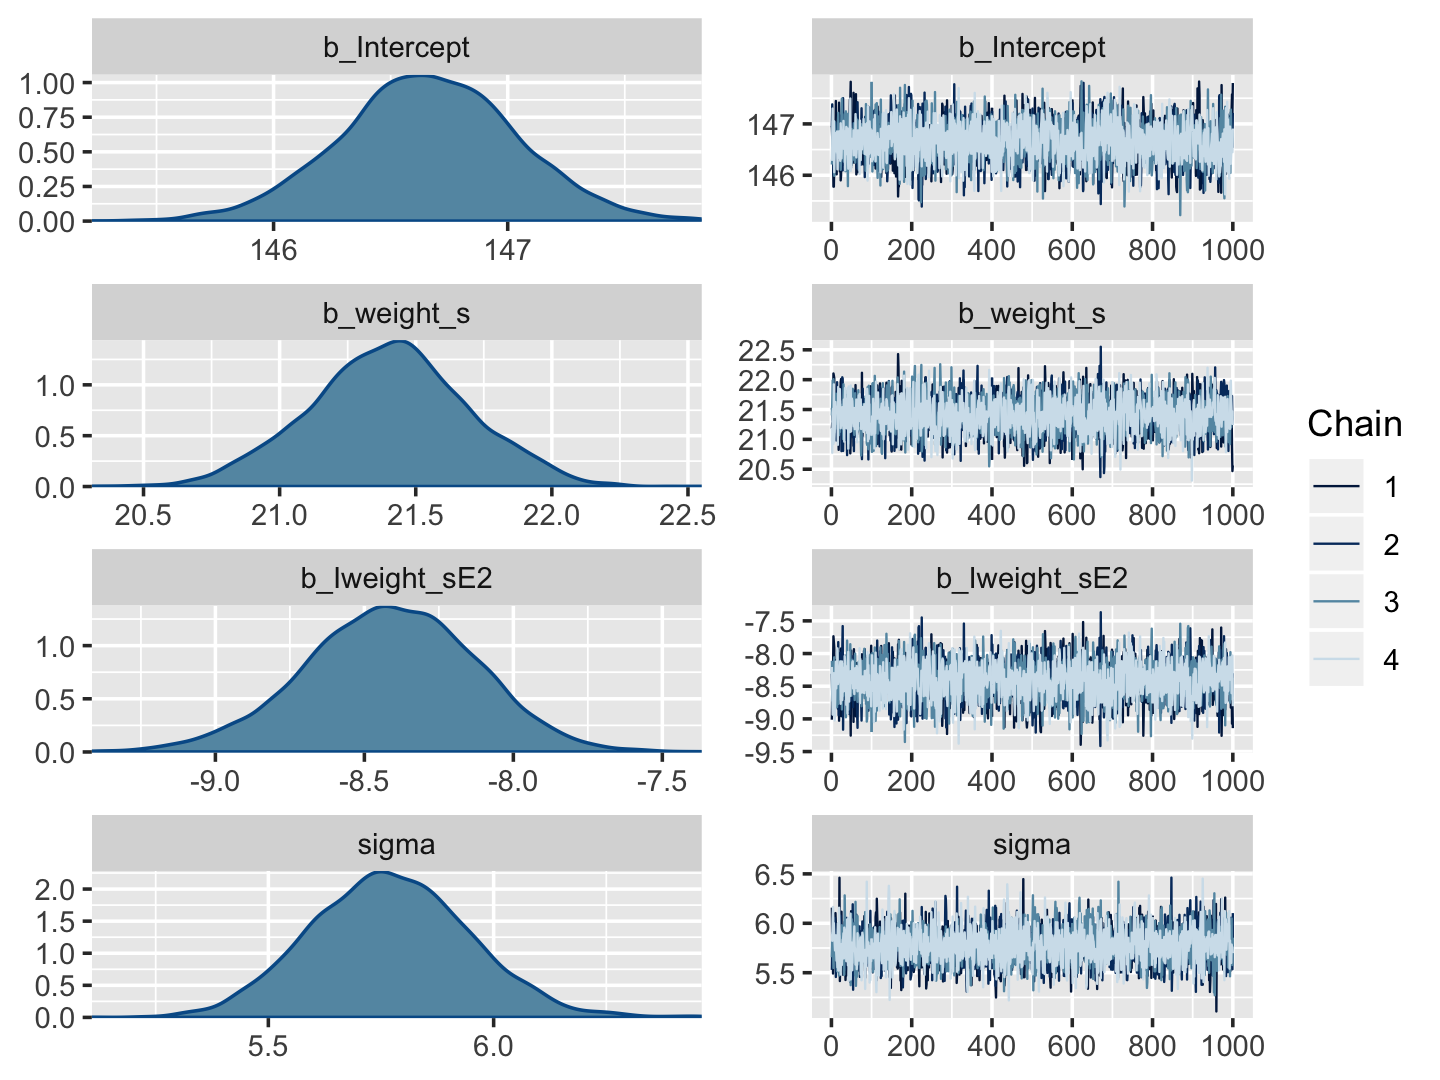 b_Intercept
1.00
0.75
0.50
0.25
0.00
146 147
b_Intercept
147
146
0 200 400 600 800 1000
b_weight_s
1.0
0.5
0.0
20.5 21.0 21.5 22.0 22.5
b_weight_s
22.5
22.0
21.5
21.0
20.5
0 200 400 600 800 1000
b_Iweight_sE2
1.0
0.5
0.0
-9.0 -8.5 -8.0 -7.5
b_Iweight_sE2
-7.5
-8.0
-8.5
-9.0
-9.5
0 200 400 600 800 1000
sigma
2.0
1.5
1.0
0.5
0.0
5.5 6.0
sigma
6.5
6.0
5.5
0 200 400 600 800 1000
Chain
1
2
3
4